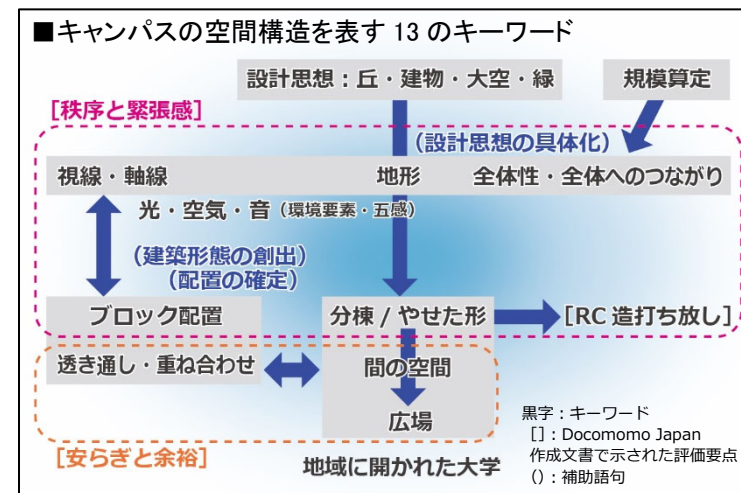 ■キャンパスの空間構造を表す 13 のキーワード
設計思想：丘・建物・大空・緑
規模算定
[秩序と緊張感]
(設計思想の具体化)
視線・軸線
地形
全体性・全体へのつながり
光・空気・音（環境要素・五感）
(建築形態の創出)
(配置の確定)
ブロック配置
分棟 / やせた形
[RC 造打ち放し]
透き通し・重ね合わせ
間の空間
広場
[安らぎと余裕]
地域に開かれた大学
黒字：キーワード
[]：Docomomo Japan
作成文書で示された評価要点
()：補助語句